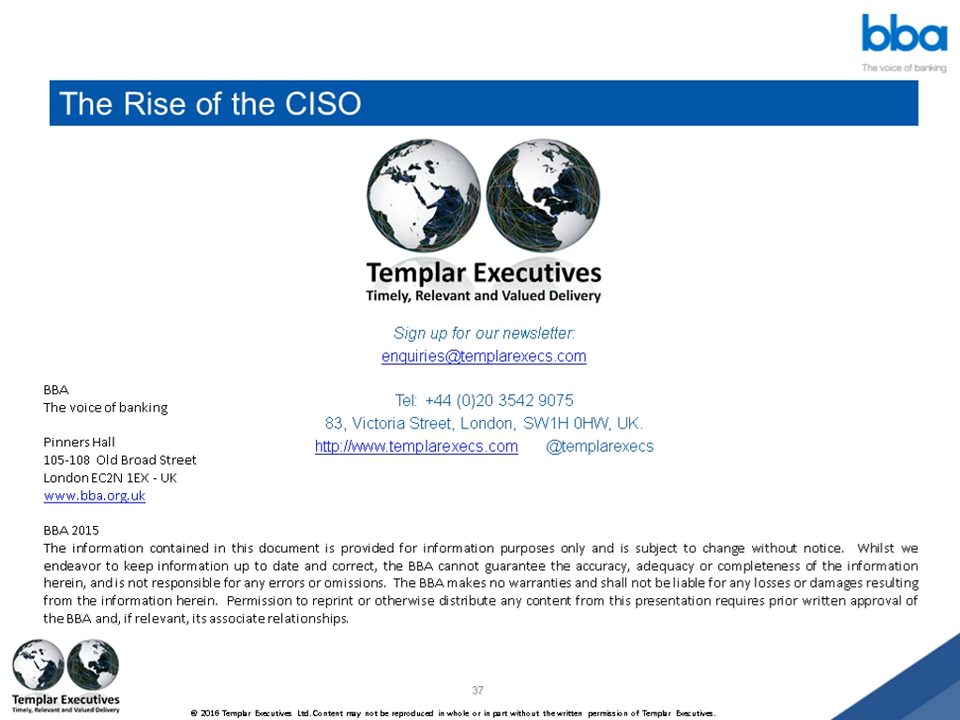 bba
The voice of banking
The Rise of the CISO
Templar Executives
Timely, Relevant and Valued Delivery
Sign up for our newsletter:
enquiries@templarexecs.com
Tel: +44 (0)20 3542 9075
83, Victoria Street, London, SW1H 0HW, UK.
http://www.templarexecs.com @templarexecs
BBA
The voice of banking
Pinners Hall
105-108 Old Broad Street
London EC2N 1EX - UK
www.bba.org.uk
BBA 2015
The information contained in this document is provided for information purposes only and is subject to change without notice. Whilst we
endeavor to keep information up to date and correct, the BBA cannot guarantee the accuracy, adequacy or completeness of the information
herein, and is not responsible for any errors or omissions. The BBA makes no warranties and shall not be liable for any losses or damages resulting
from the information herein. Permission to reprint or otherwise distribute any content from this presentation requires prior written approval of
the BBA and, if relevant, its associate relationships.
Templar Executives
Timely, Relevant and Valued Delivery
37
© 2016 Templar Executives Ltd. Content may not be reproduced in whole or in part without the written permission of Templar Executives.